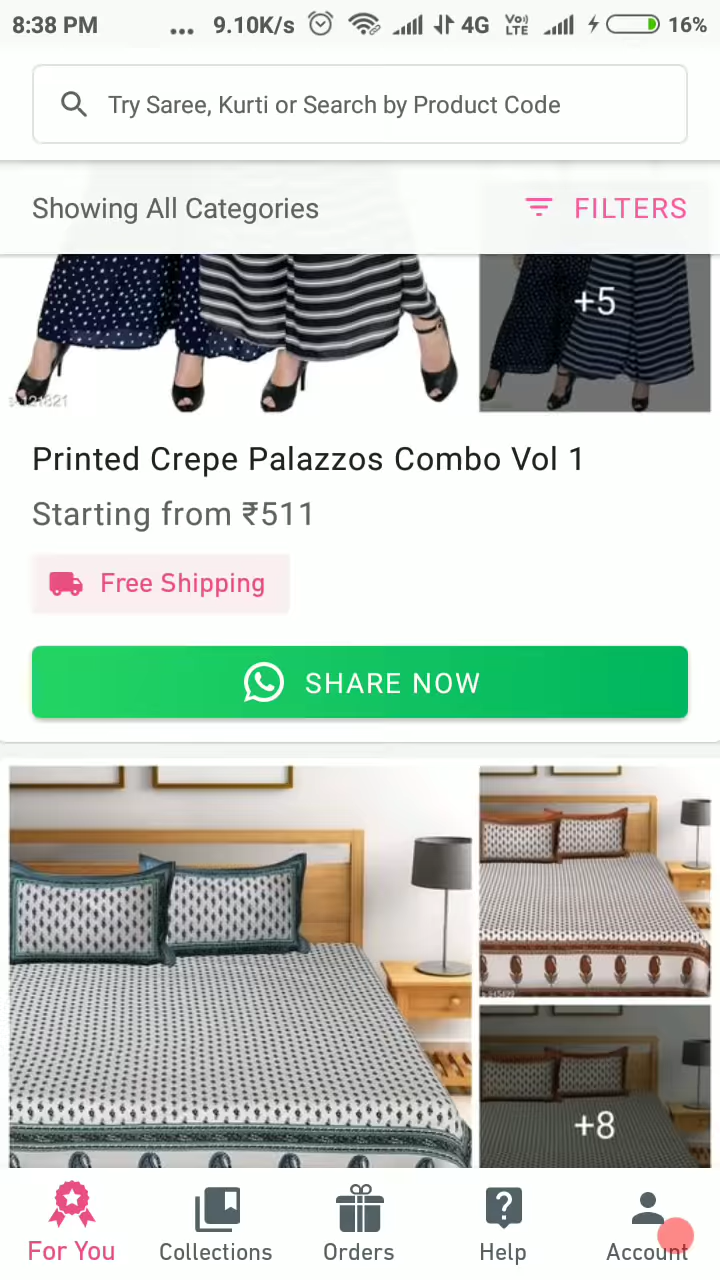 8:38 PM ... 9.10K/s 4G VoLTE 16%
Try Saree, Kurti or Search by Product Code
Showing All Categories FILTERS
+5
Printed Crepe Palazzos Combo Vol 1
Starting from ₹511
Free Shipping
SHARE NOW
+8
For You Collections Orders Help Account